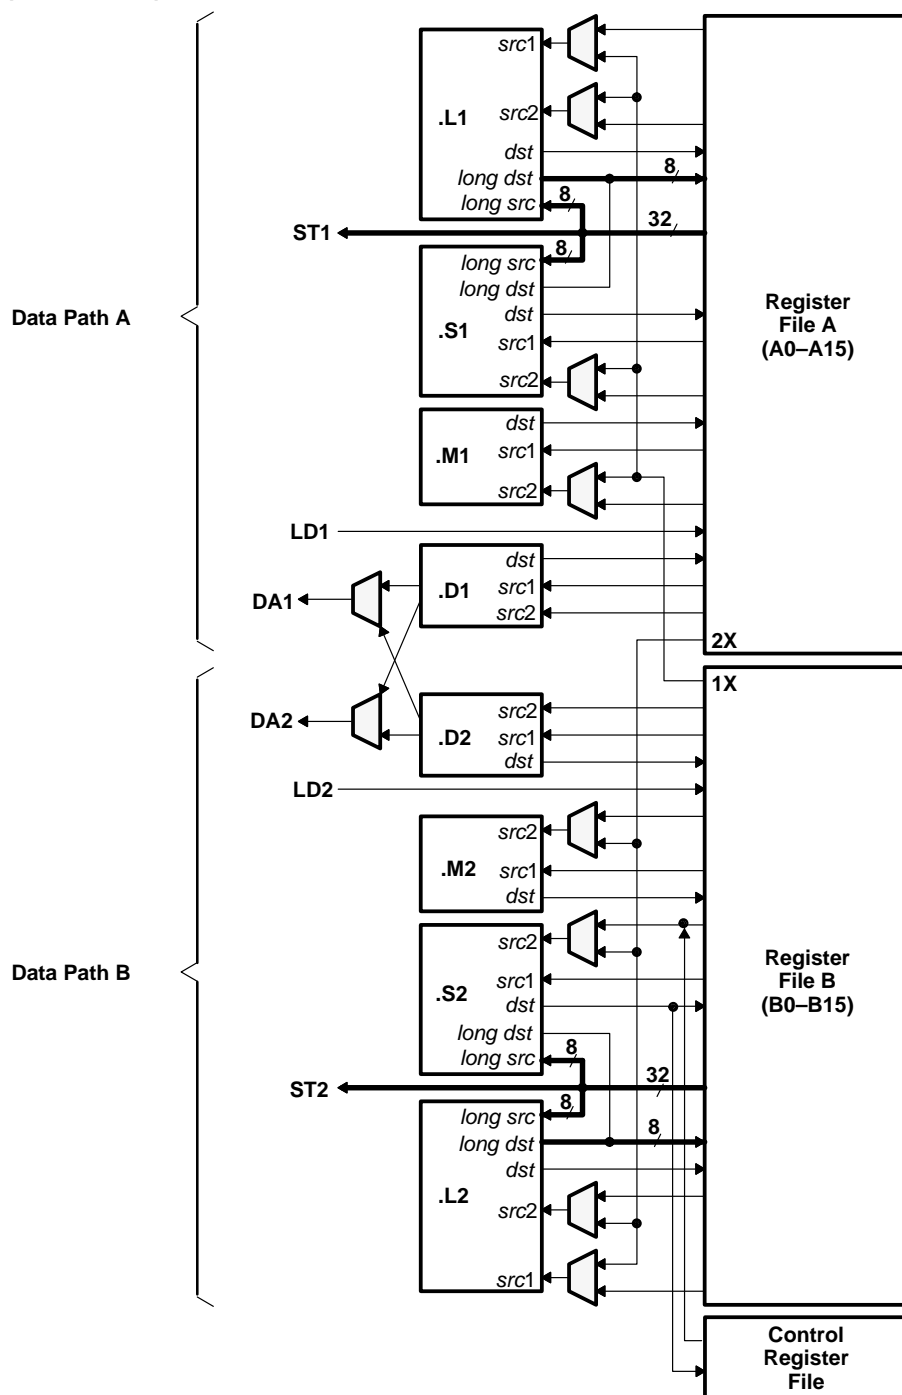 src1
.L1
src2
dst
long dst
8
long src
8
ST1
32
8
long src
long dst
dst
.S1
src1
src2
Data Path A
Register
File A
(A0–A15)
dst
.M1
src1
src2
LD1
dst
.D1
src1
src2
DA1
2X
1X
DA2
src2
.D2
src1
dst
LD2
src2
.M2
src1
dst
src2
.S2
src1
dst
long dst
long src
8
Data Path B
Register
File B
(B0–B15)
ST2
32
8
long src
long dst
8
dst
.L2
src2
src1
Control
Register
File